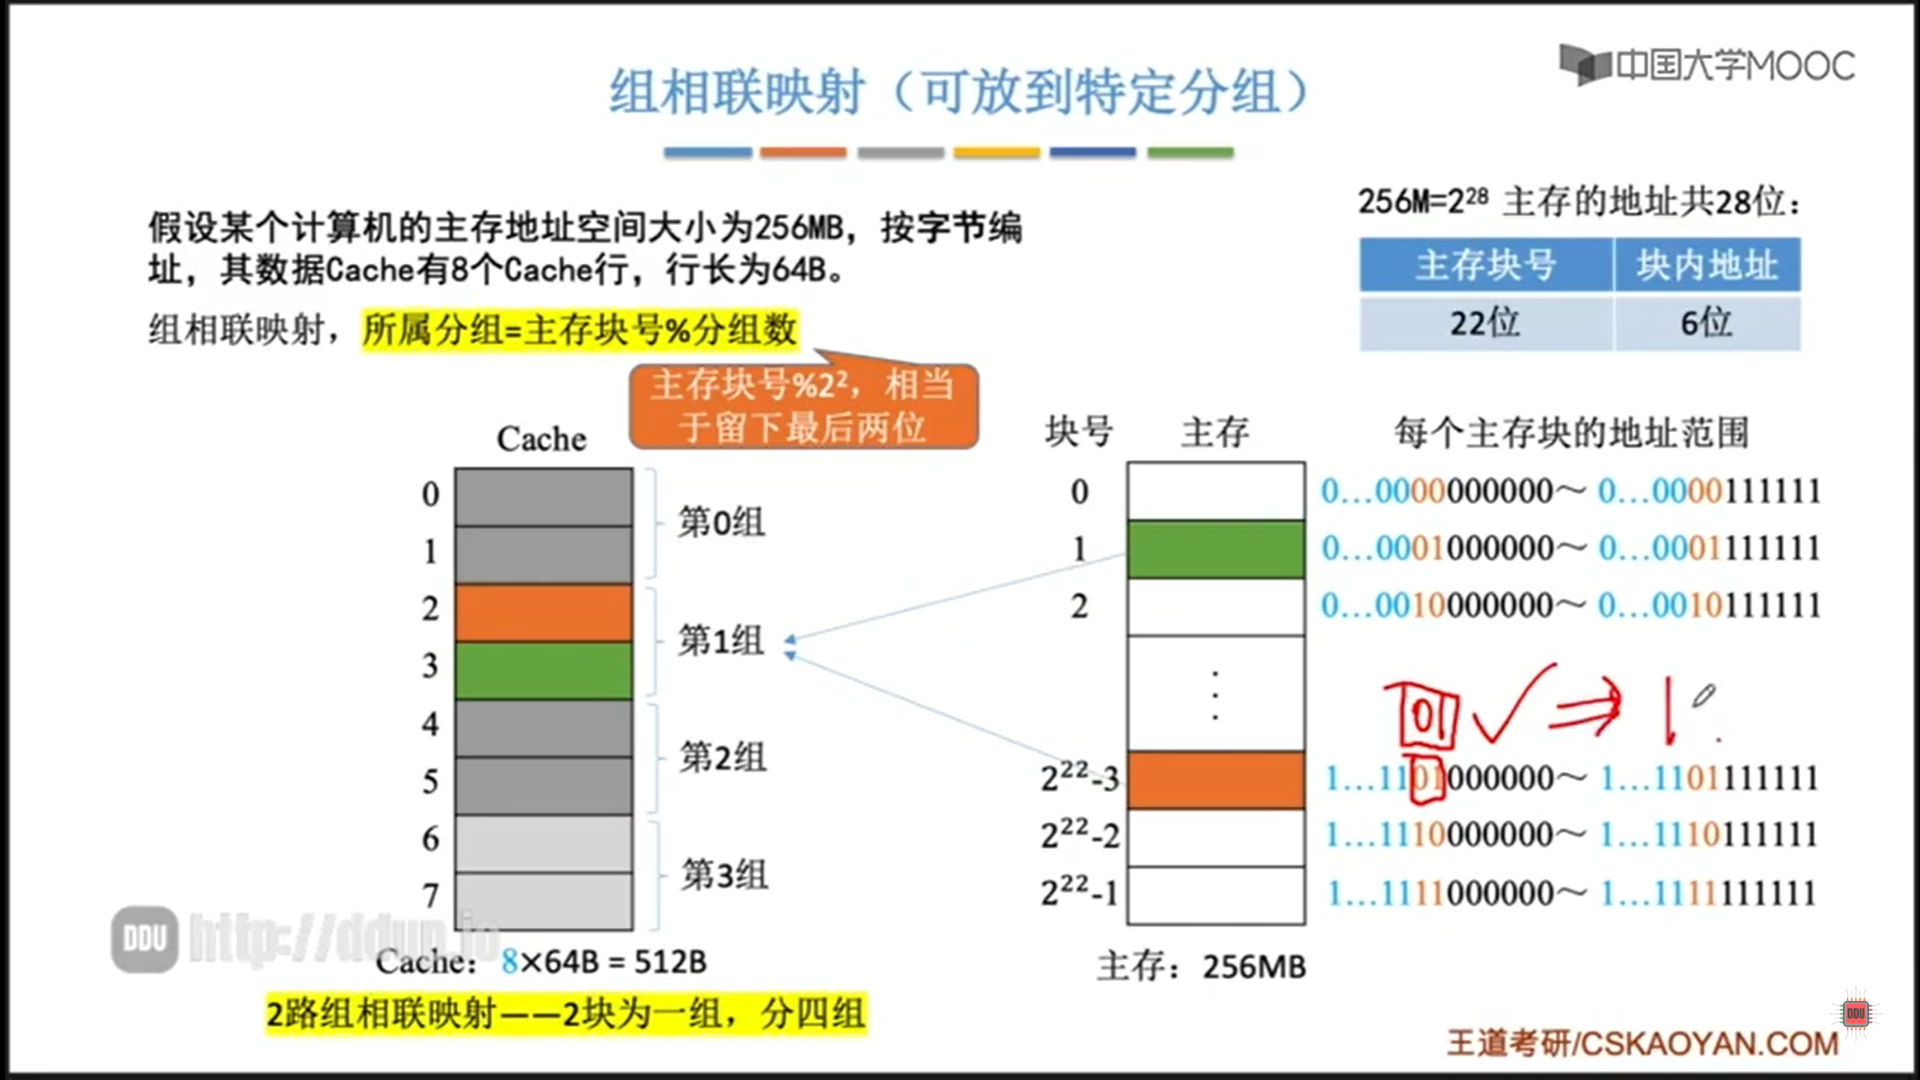 中国大学MOOC
组相联映射（可放到特定分组）
假设某个计算机的主存地址空间大小为256MB，按字节编
址，其数据Cache有8个Cache行，行长为64B。
组相联映射，所属分组=主存块号%分组数
主存块号%2²，相当
于留下最后两位
256M=2²⁸ 主存的地址共28位：
主存块号 块内地址
22位 6位
Cache
0
1
2
3
4
5
6
7
第0组
第1组
第2组
第3组
Cache：8×64B = 512B
2路组相联映射——2块为一组，分四组
块号 主存 每个主存块的地址范围
0 0...0000000000～0...0000111111
1 0...0001000000～0...0001111111
2 0...0010000000～0...0010111111
⋮
01 ✓ ⇒ 1
2²²-3 1...1101000000～1...1101111111
2²²-2 1...1110000000～1...1110111111
2²²-1 1...1111000000～1...1111111111
主存：256MB
DDU http://ddup.io
DDU
王道考研/CSKAOYAN.COM